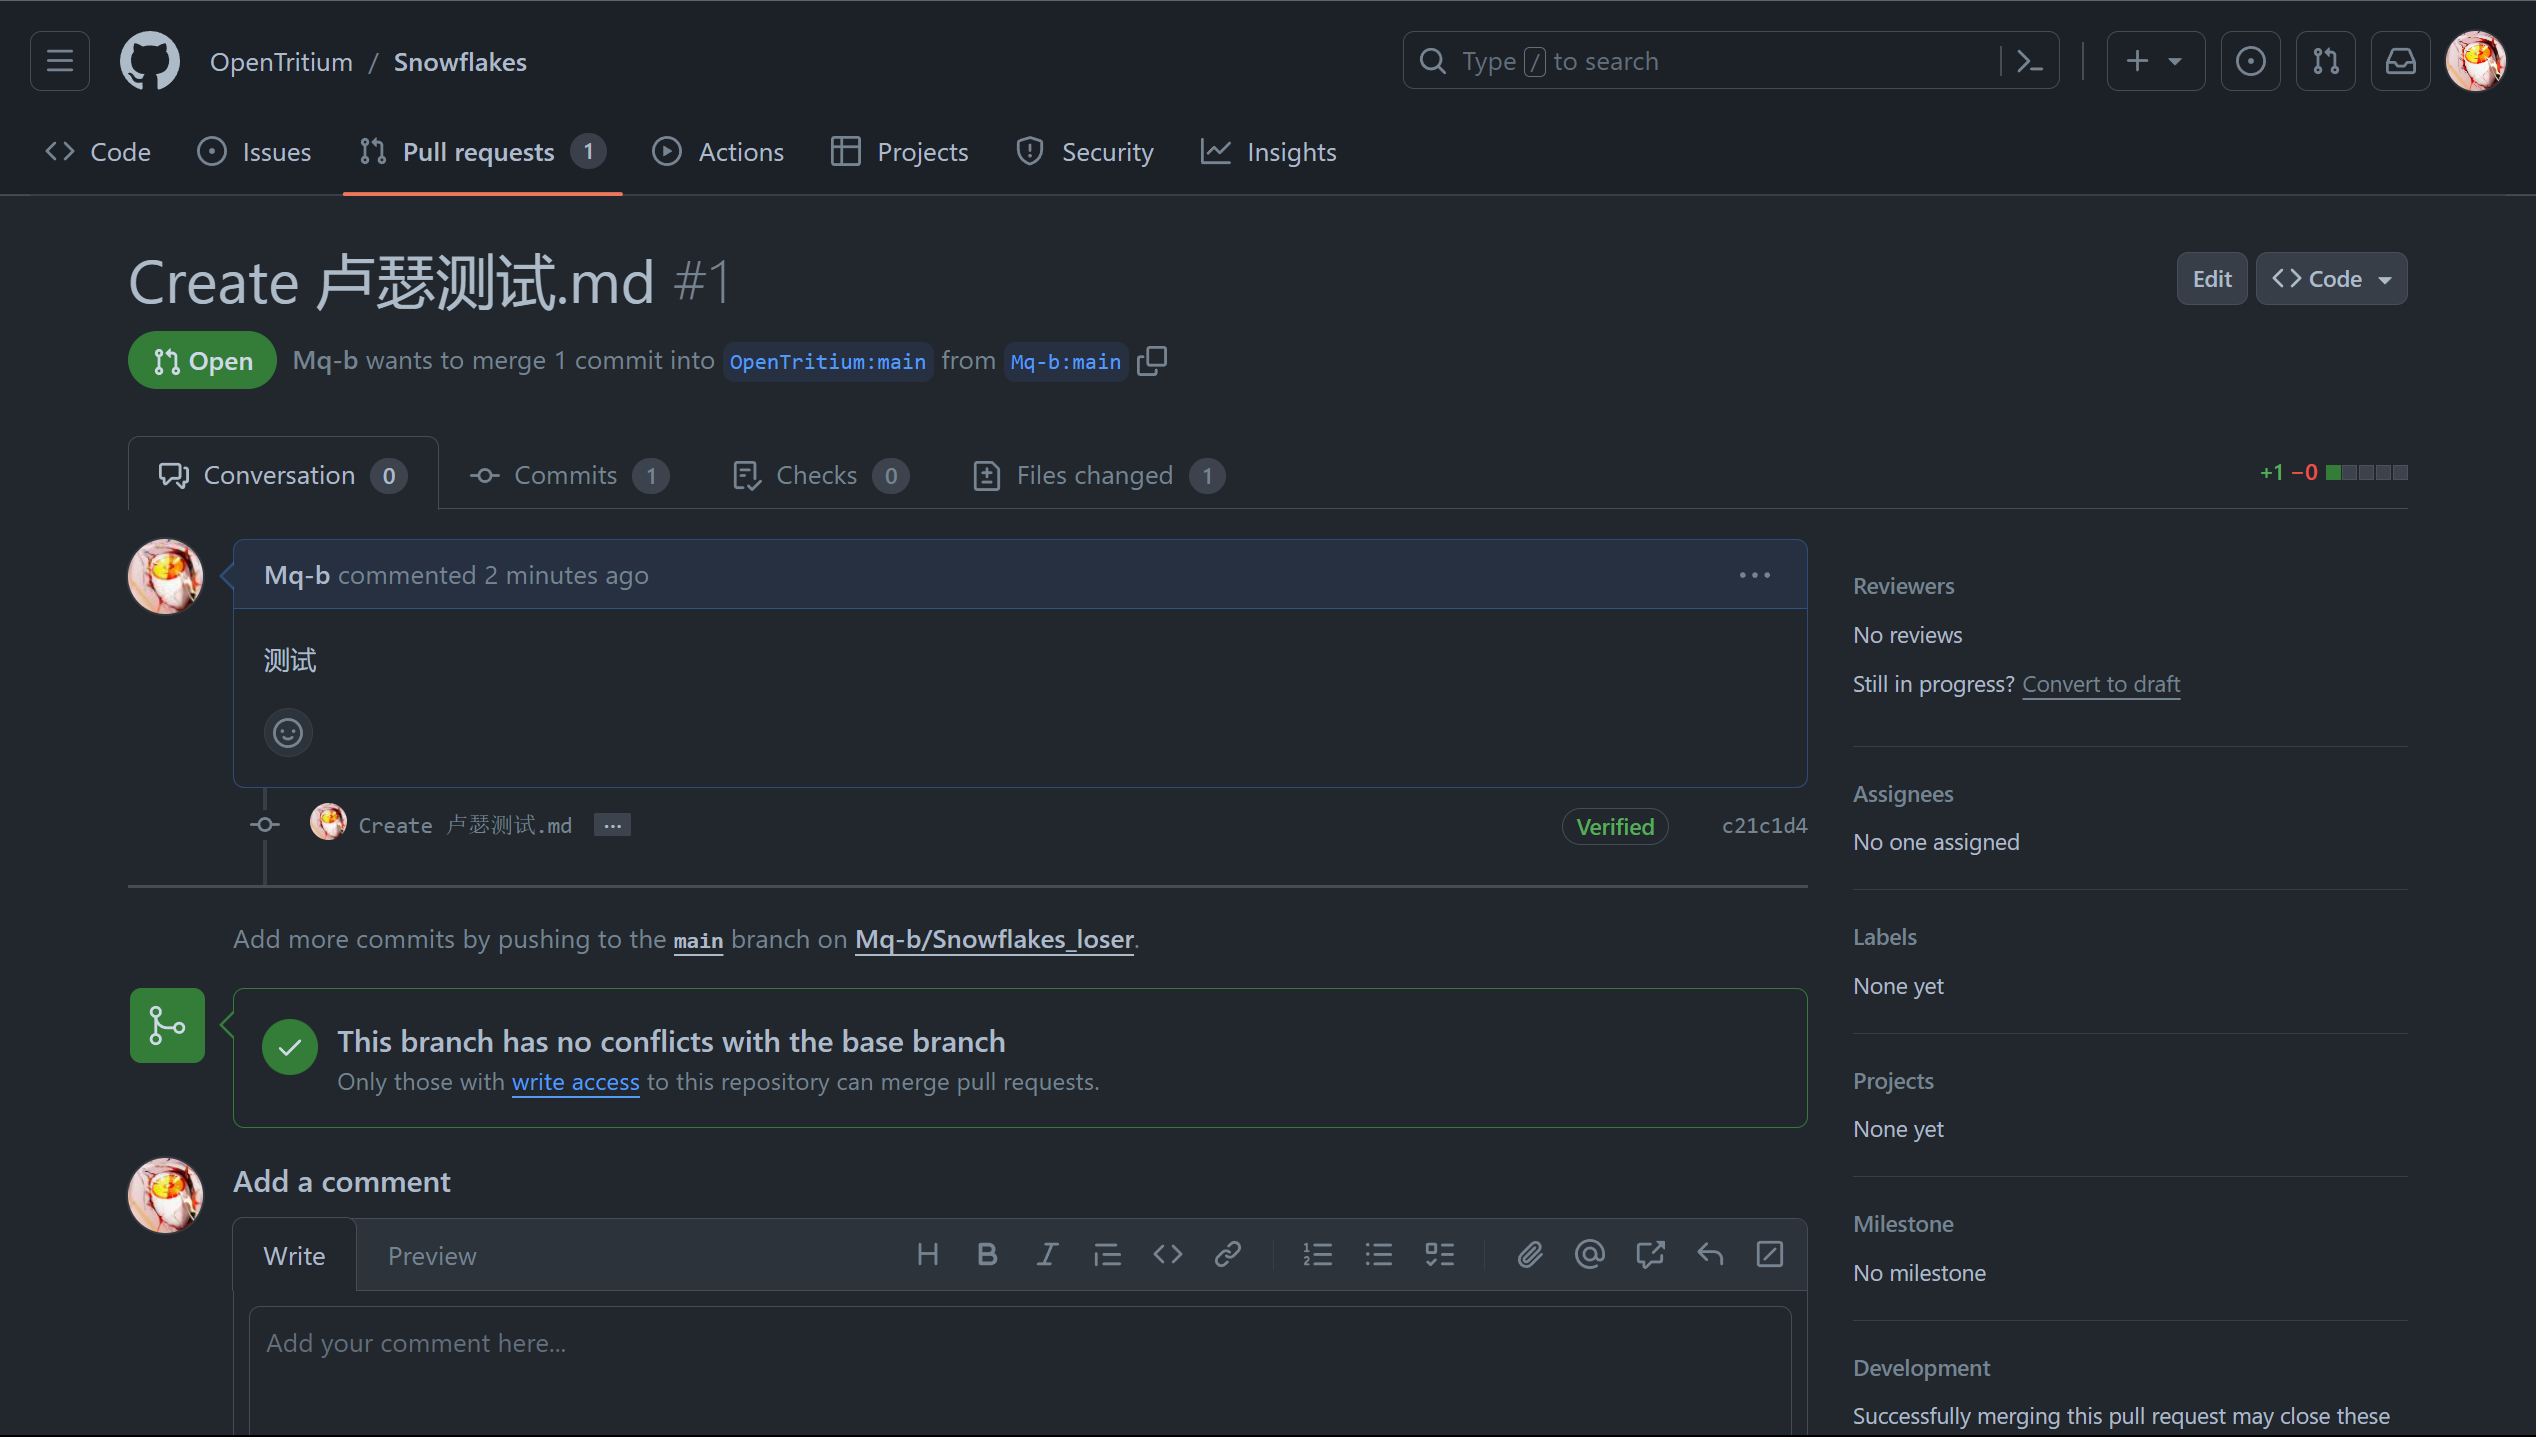 OpenTritium / Snowflakes
Type / to search
Code Issues Pull requests 1 Actions Projects Security Insights
Create 卢瑟测试.md #1
Edit Code
Open Mq-b wants to merge 1 commit into OpenTritium:main from Mq-b:main
Conversation 0 Commits 1 Checks 0 Files changed 1
+1 −0
Mq-b commented 2 minutes ago
测试
Create 卢瑟测试.md ... Verified c21c1d4
Add more commits by pushing to the main branch on Mq-b/Snowflakes_loser.
This branch has no conflicts with the base branch
Only those with write access to this repository can merge pull requests.
Add a comment
Write Preview
Add your comment here...
Reviewers
No reviews
Still in progress? Convert to draft
Assignees
No one assigned
Labels
None yet
Projects
None yet
Milestone
No milestone
Development
Successfully merging this pull request may close these